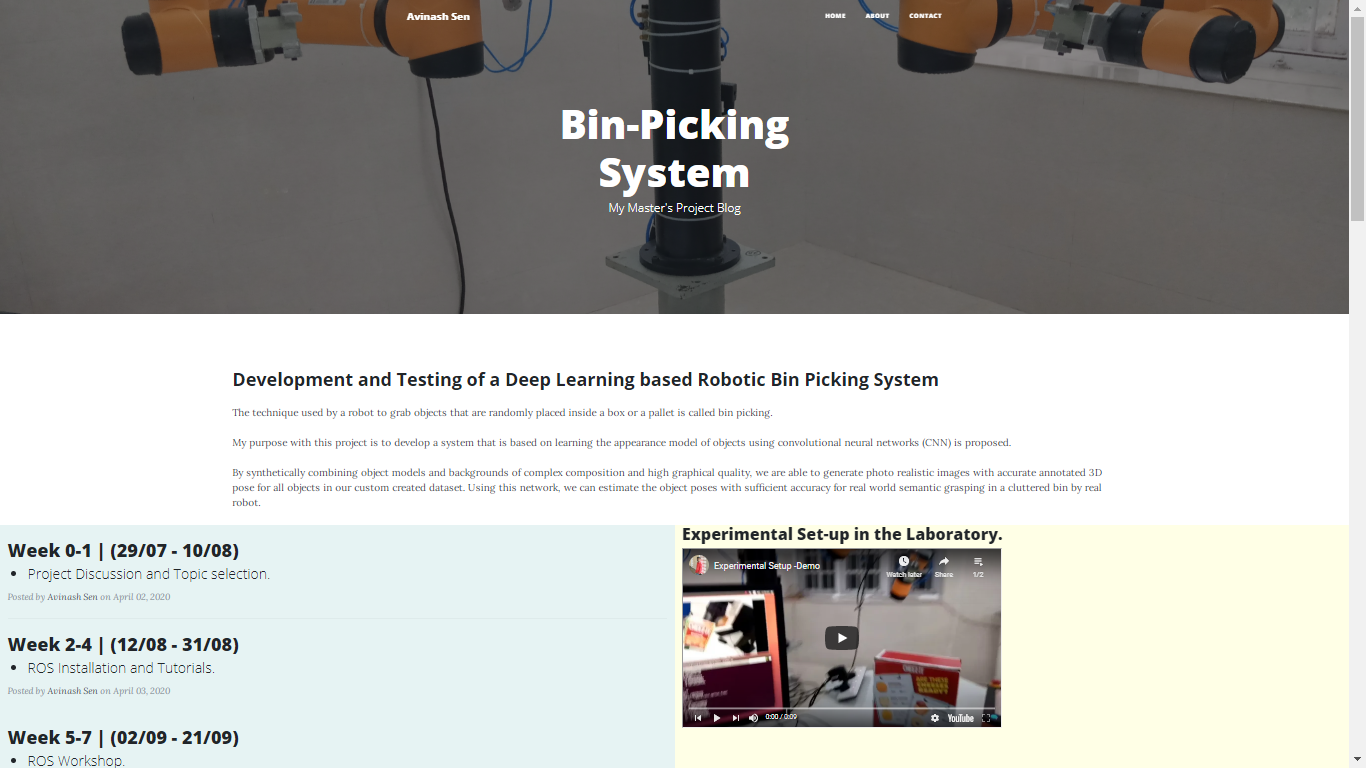 Avinash Sen
HOME ABOUT CONTACT
Bin-Picking
System
My Master's Project Blog
Development and Testing of a Deep Learning based Robotic Bin Picking System
The technique used by a robot to grab objects that are randomly placed inside a box or a pallet is called bin picking.
My purpose with this project is to develop a system that is based on learning the appearance model of objects using convolutional neural networks (CNN) is proposed.
By synthetically combining object models and backgrounds of complex composition and high graphical quality, we are able to generate photo realistic images with accurate annotated 3D
pose for all objects in our custom created dataset. Using this network, we can estimate the object poses with sufficient accuracy for real world semantic grasping in a cluttered bin by real
robot.
Week 0-1 | (29/07 - 10/08)
Project Discussion and Topic selection.
Posted by Avinash Sen on April 02, 2020
Week 2-4 | (12/08 - 31/08)
ROS Installation and Tutorials.
Posted by Avinash Sen on April 03, 2020
Week 5-7 | (02/09 - 21/09)
ROS Workshop.
Experimental Set-up in the Laboratory.
Experimental Setup -Demo
Watch later Share 1/2
0:00 / 0:09
YouTube